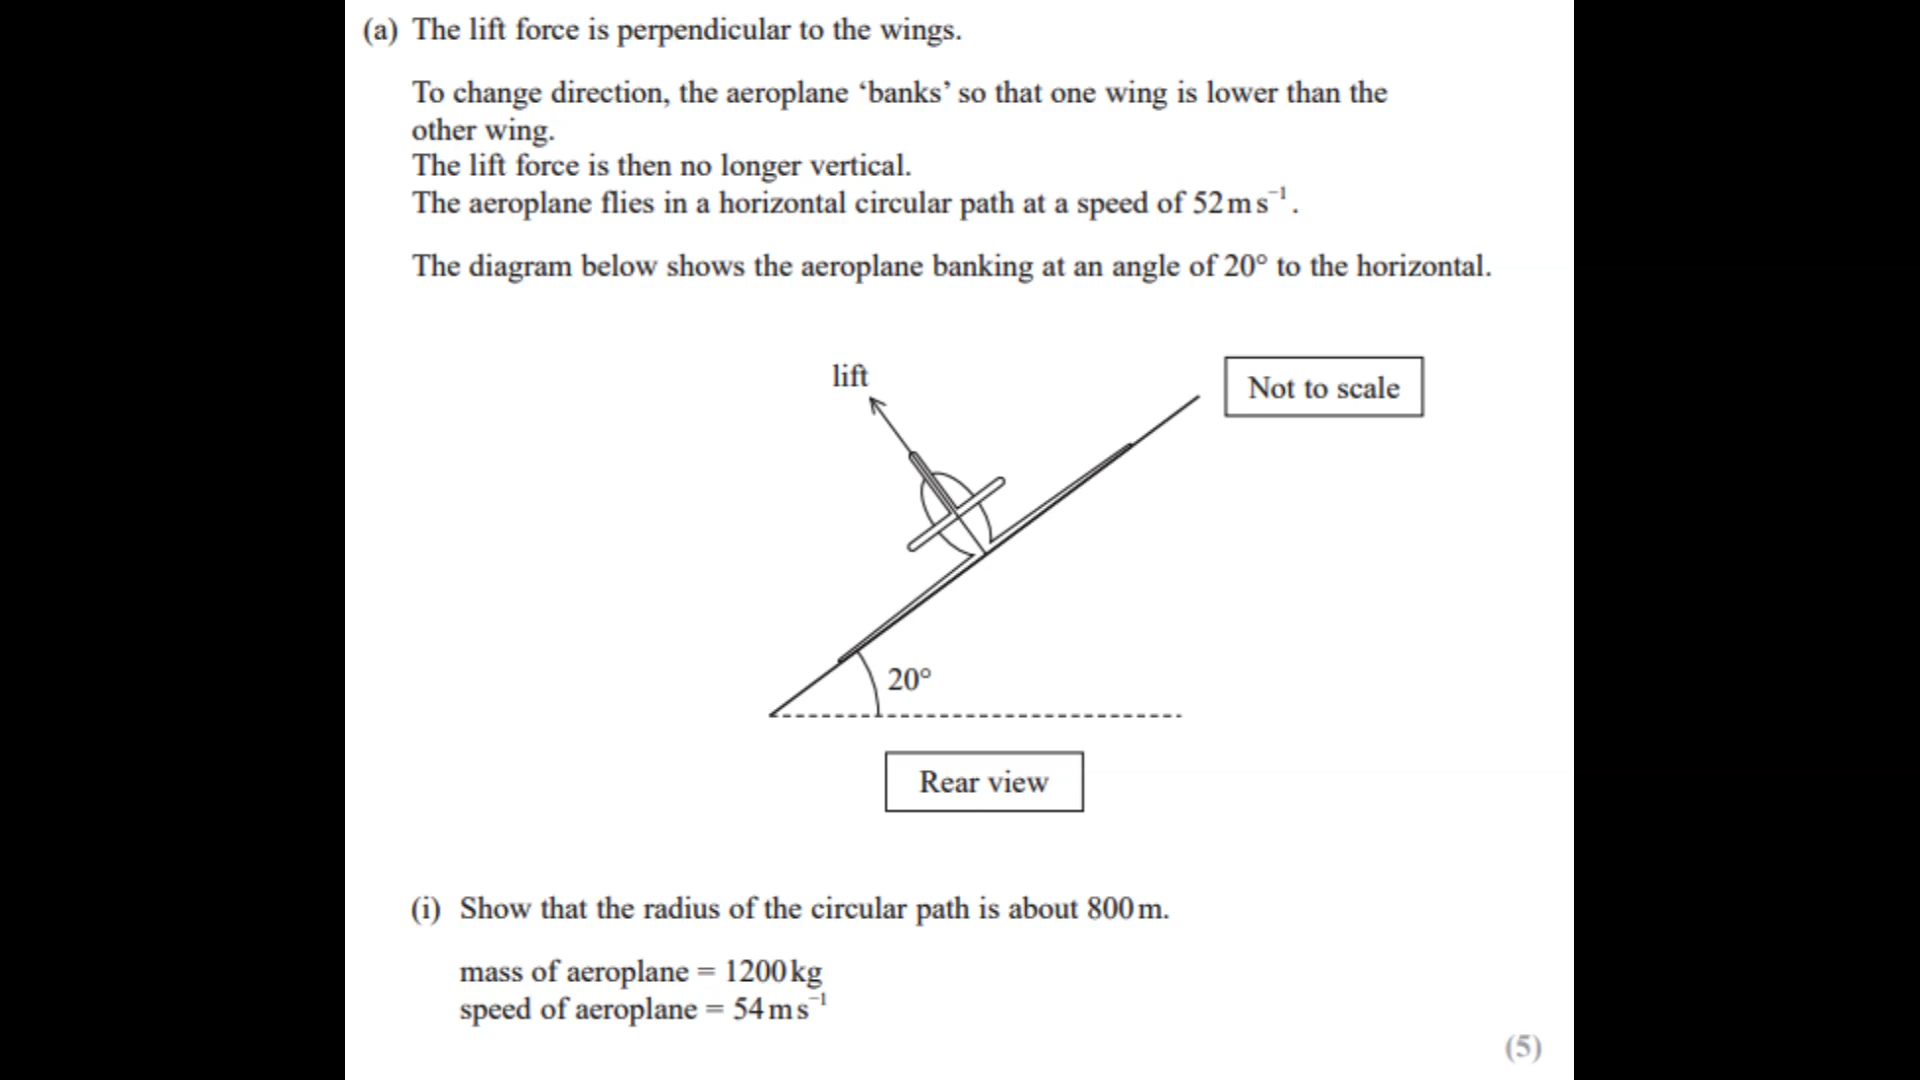 (a) The lift force is perpendicular to the wings.
To change direction, the aeroplane ‘banks’ so that one wing is lower than the
other wing.
The lift force is then no longer vertical.
The aeroplane flies in a horizontal circular path at a speed of 52 m s⁻¹.
The diagram below shows the aeroplane banking at an angle of 20° to the horizontal.
lift
Not to scale
20°
Rear view
(i) Show that the radius of the circular path is about 800 m.
mass of aeroplane = 1200 kg
speed of aeroplane = 54 m s⁻¹
(5)